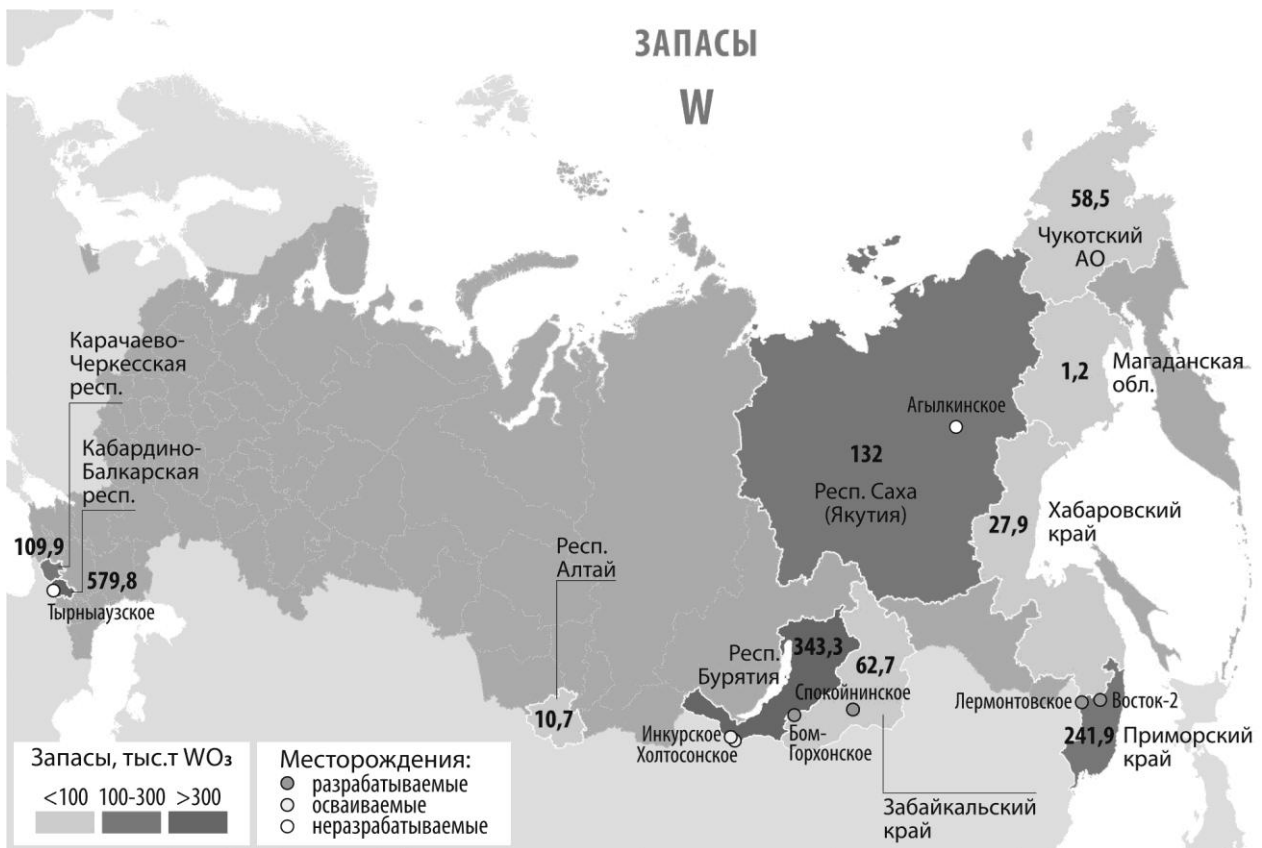 ЗАПАСЫ
W
58,5
Чукотский
АО
Карачаево-
Черкесская
респ.
1,2
Магаданская
обл.
Агылкинское
Кабардино-
Балкарская
респ.
132
Респ. Саха
(Якутия)
27,9
Хабаровский
край
109,9
579,8
Тырныаузское
Респ.
Алтай
10,7
Респ.
Бурятия
343,3
62,7
Спокойнинское
Лермонтовское
Восток-2
Инкурское
Холтосонское
Бом-
Горхонское
241,9
Приморский
край
Забайкальский
край
Запасы, тыс.т WO₃
<100 100-300 >300
Месторождения:
разрабатываемые
осваиваемые
неразрабатываемые